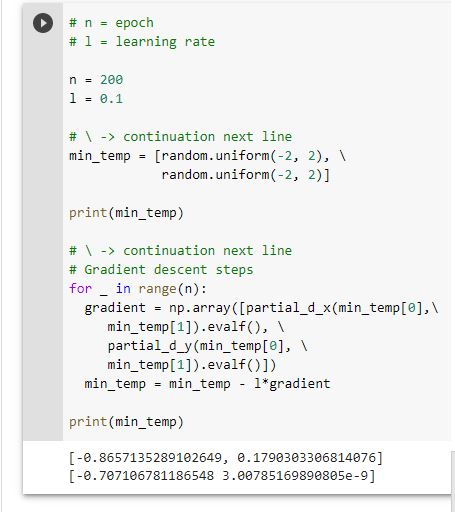 # n = epoch
# l = learning rate
n = 200
l = 0.1
# \ -> continuation next line
min_temp = [random.uniform(-2, 2), \
random.uniform(-2, 2)]
print(min_temp)
# \ -> continuation next line
# Gradient descent steps
for _ in range(n):
gradient = np.array([partial_d_x(min_temp[0],\
min_temp[1]).evalf(), \
partial_d_y(min_temp[0], \
min_temp[1]).evalf()])
min_temp = min_temp - l*gradient
print(min_temp)
[-0.8657135289102649, 0.1790303306814076]
[-0.707106781186548 3.00785169890805e-9]